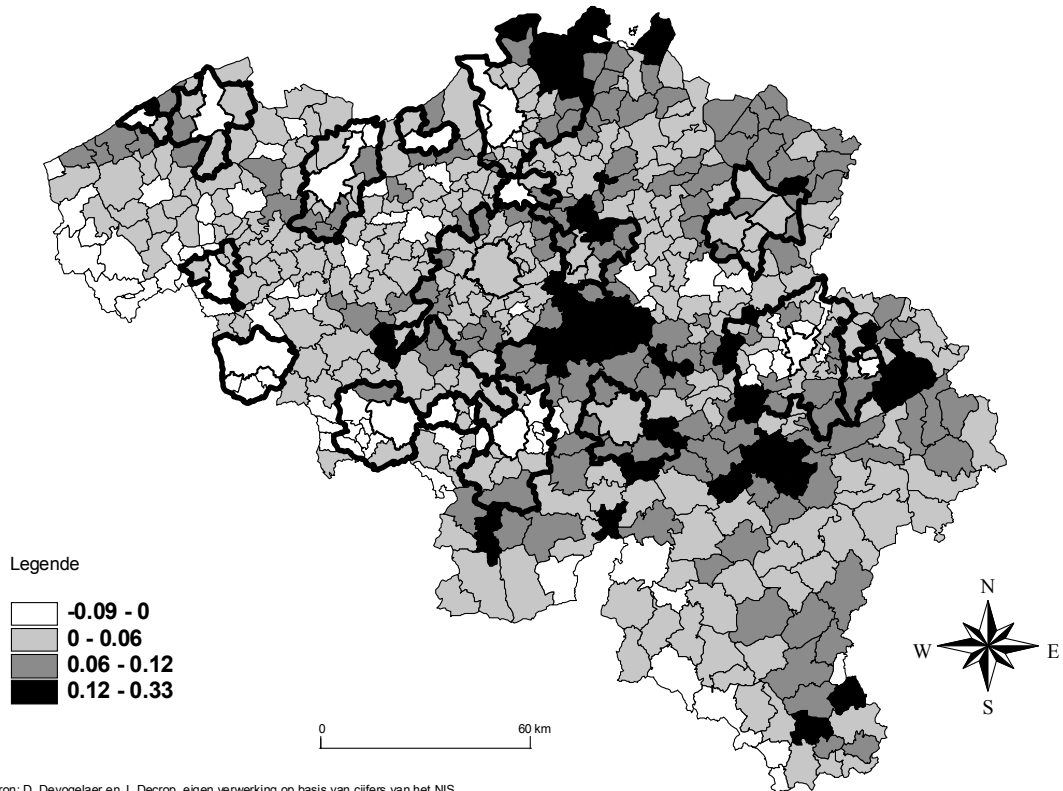 Legende
-0.09 - 0
0 - 0.06
0.06 - 0.12
0.12 - 0.33
0 60 km
N
W E
S
D. Devogelaer en J. Decrop, eigen verwerking op basis van cijfers van het NIS